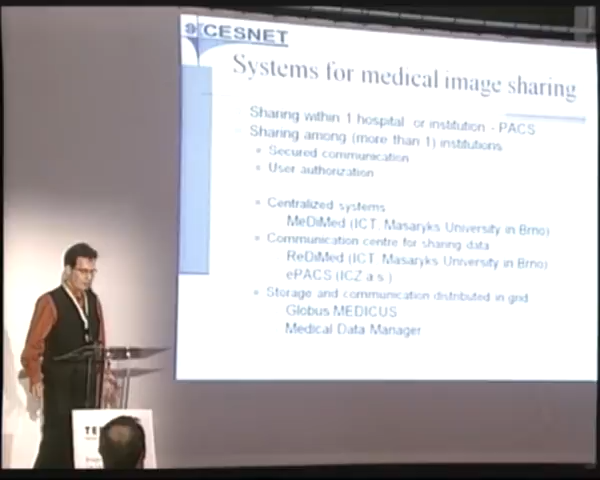 CESNET
Systems for medical image sharing
Sharing within 1 hospital or institution - PACS
Sharing among (more than 1) institutions
Secured communication
User authorization
Centralized systems
MeDiMed (ICT, Masaryks University in Brno)
Communication centre for sharing data
ReDiMed (ICT, Masaryks University in Brno)
ePACS (ICZ a.s.)
Storage and communication distributed in grid
Globus MEDICUS
Medical Data Manager